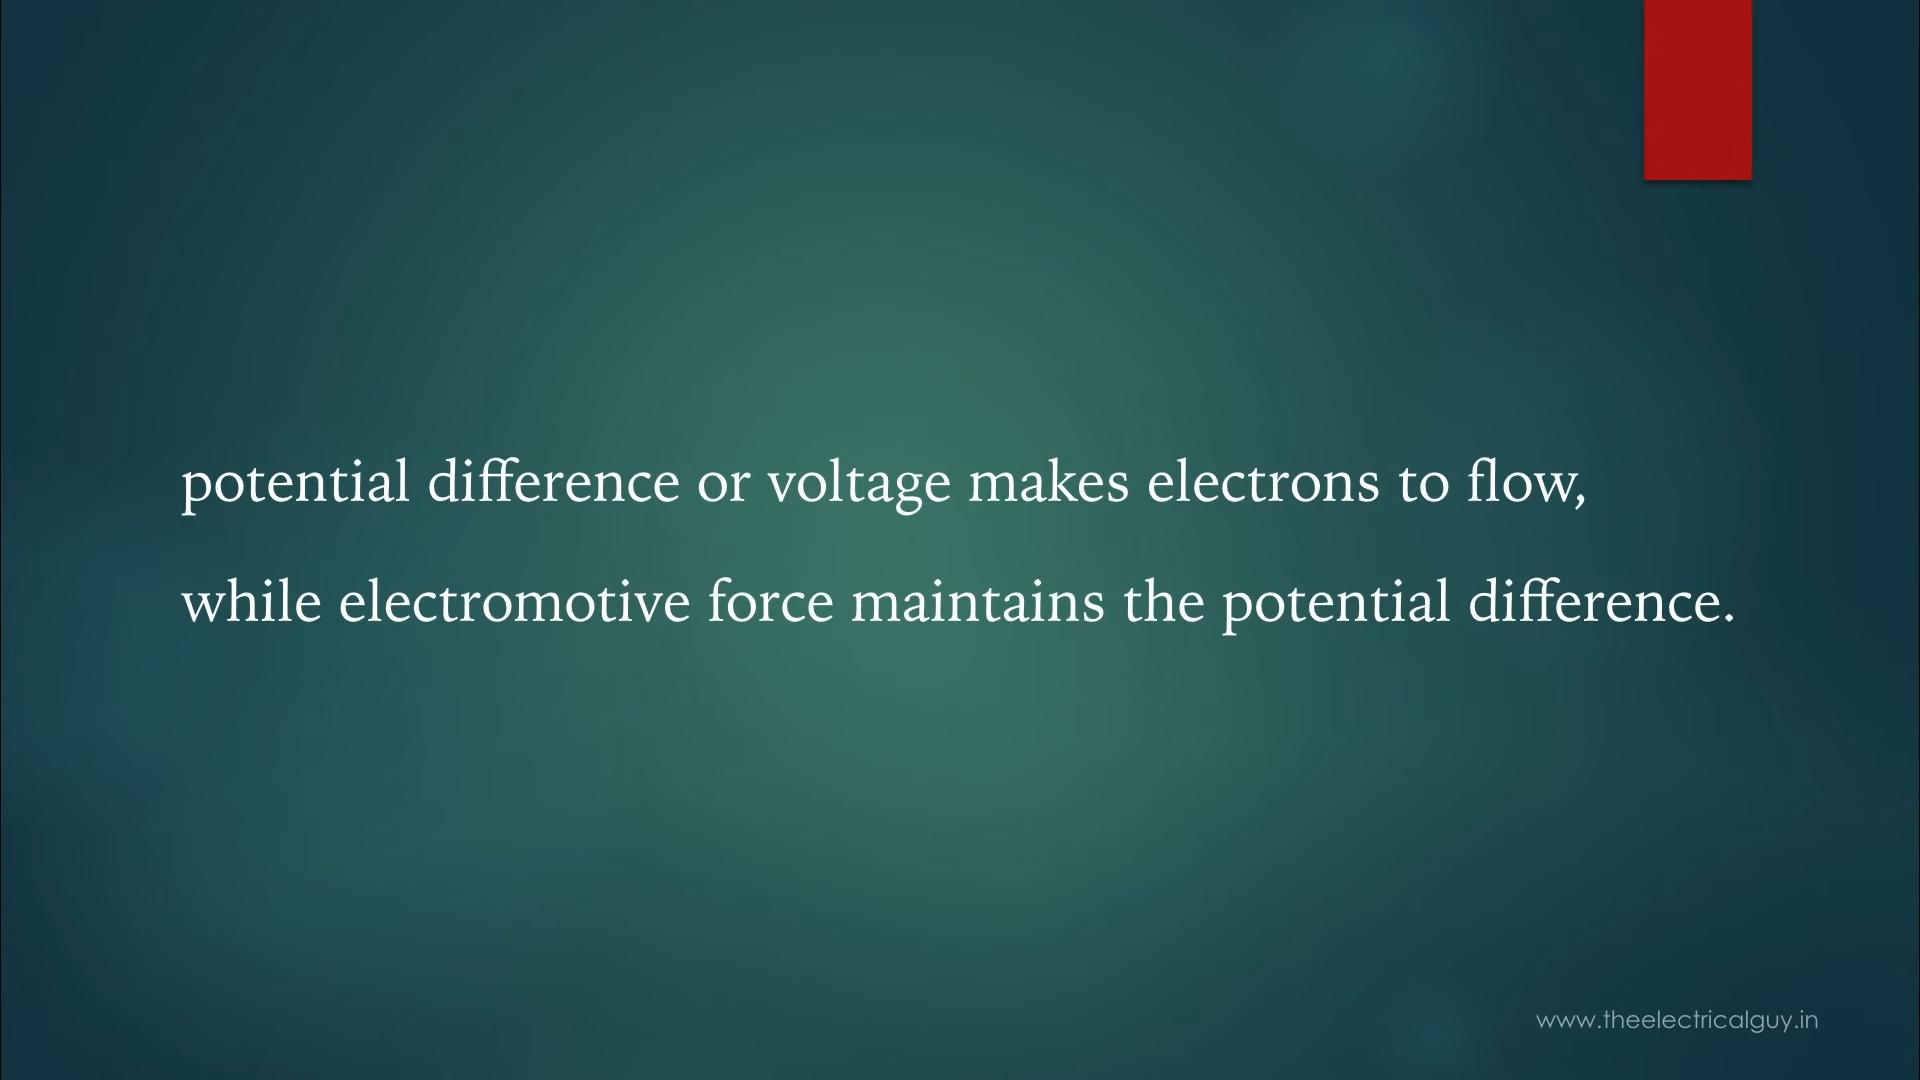 potential difference or voltage makes electrons to flow,
while electromotive force maintains the potential difference.
www.theelectricalguy.in